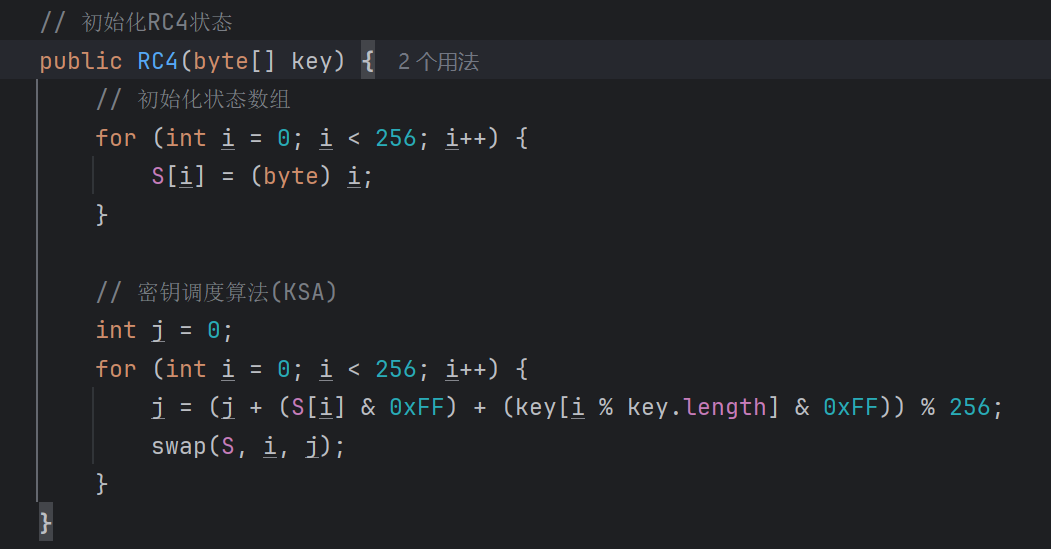 // 初始化RC4状态
public RC4(byte[] key) { 2 个用法
// 初始化状态数组
for (int i = 0; i < 256; i++) {
S[i] = (byte) i;
}
// 密钥调度算法(KSA)
int j = 0;
for (int i = 0; i < 256; i++) {
j = (j + (S[i] & 0xFF) + (key[i % key.length] & 0xFF)) % 256;
swap(S, i, j);
}
}